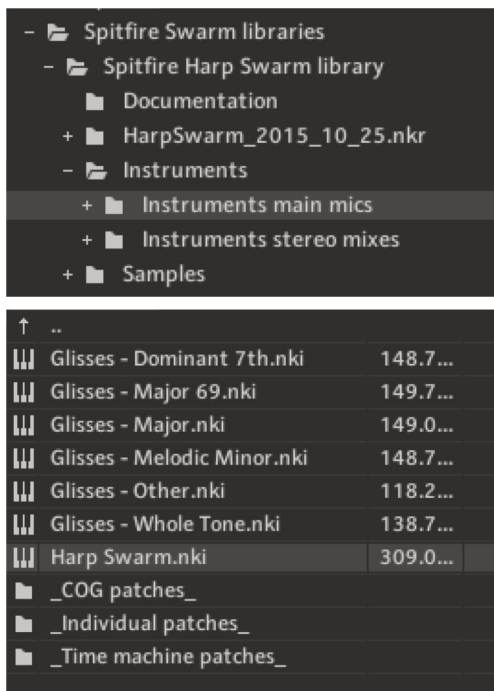 Spitfire Swarm libraries
Spitfire Harp Swarm library
Documentation
HarpSwarm_2015_10_25.nkr
Instruments
Instruments main mics
Instruments stereo mixes
Samples
..
Glisses - Dominant 7th.nki 148.7...
Glisses - Major 69.nki 149.7...
Glisses - Major.nki 149.0...
Glisses - Melodic Minor.nki 148.7...
Glisses - Other.nki 118.2...
Glisses - Whole Tone.nki 138.7...
Harp Swarm.nki 309.0...
_COG patches_
_Individual patches_
_Time machine patches_